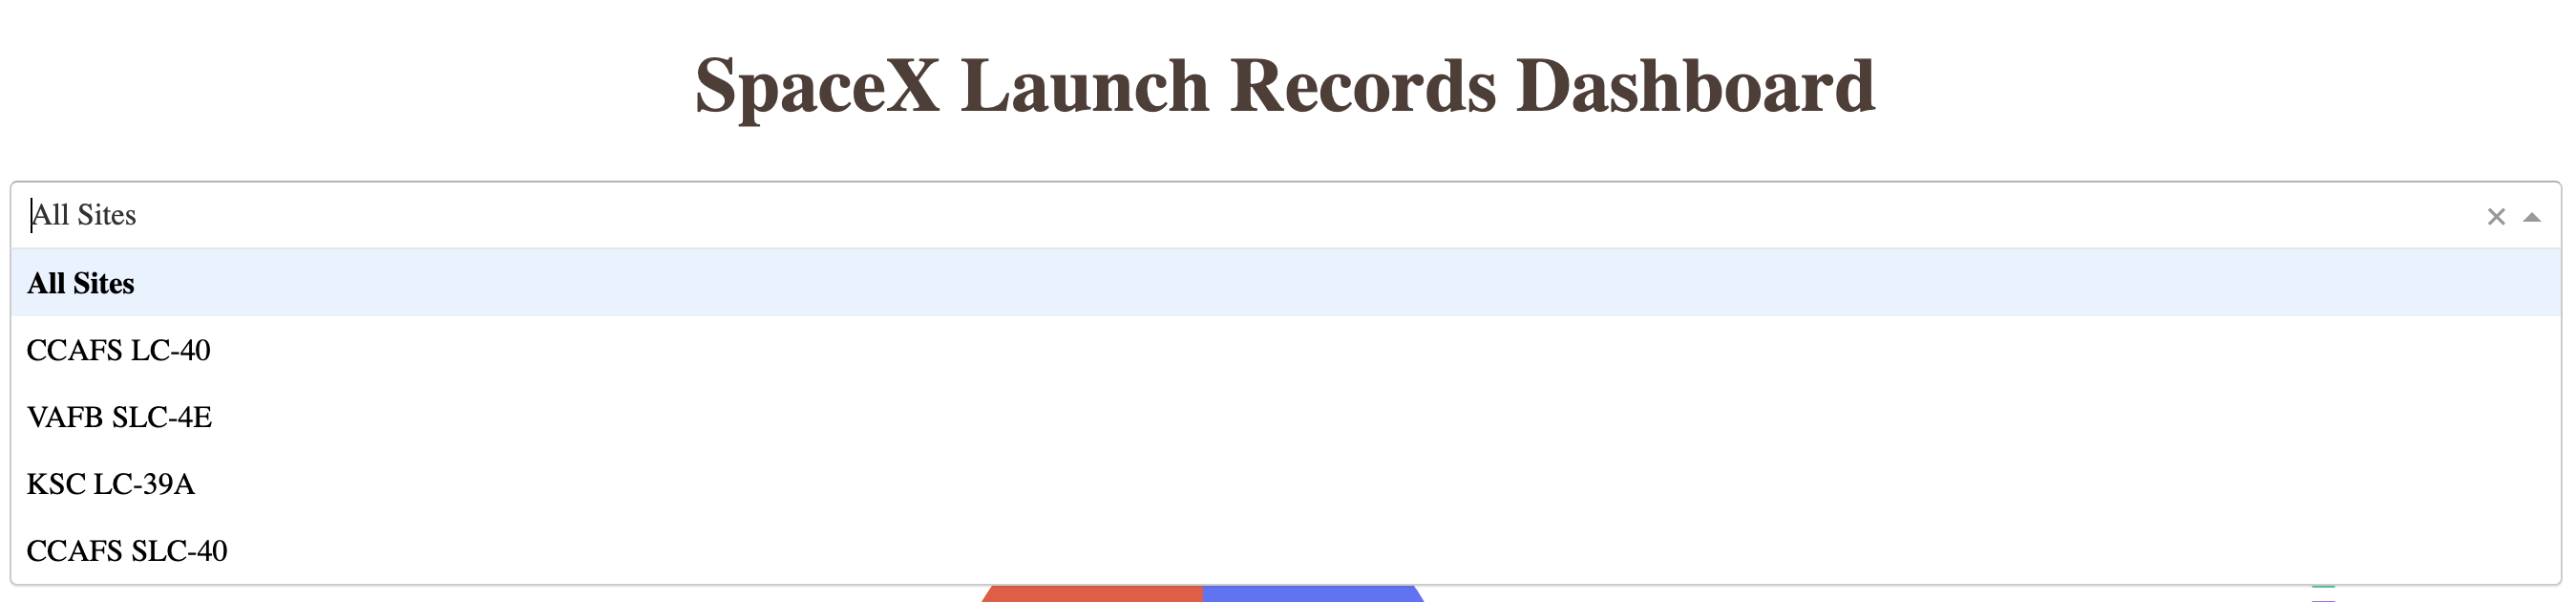 SpaceX Launch Records Dashboard
All Sites
All Sites
CCAFS LC-40
VAFB SLC-4E
KSC LC-39A
CCAFS SLC-40